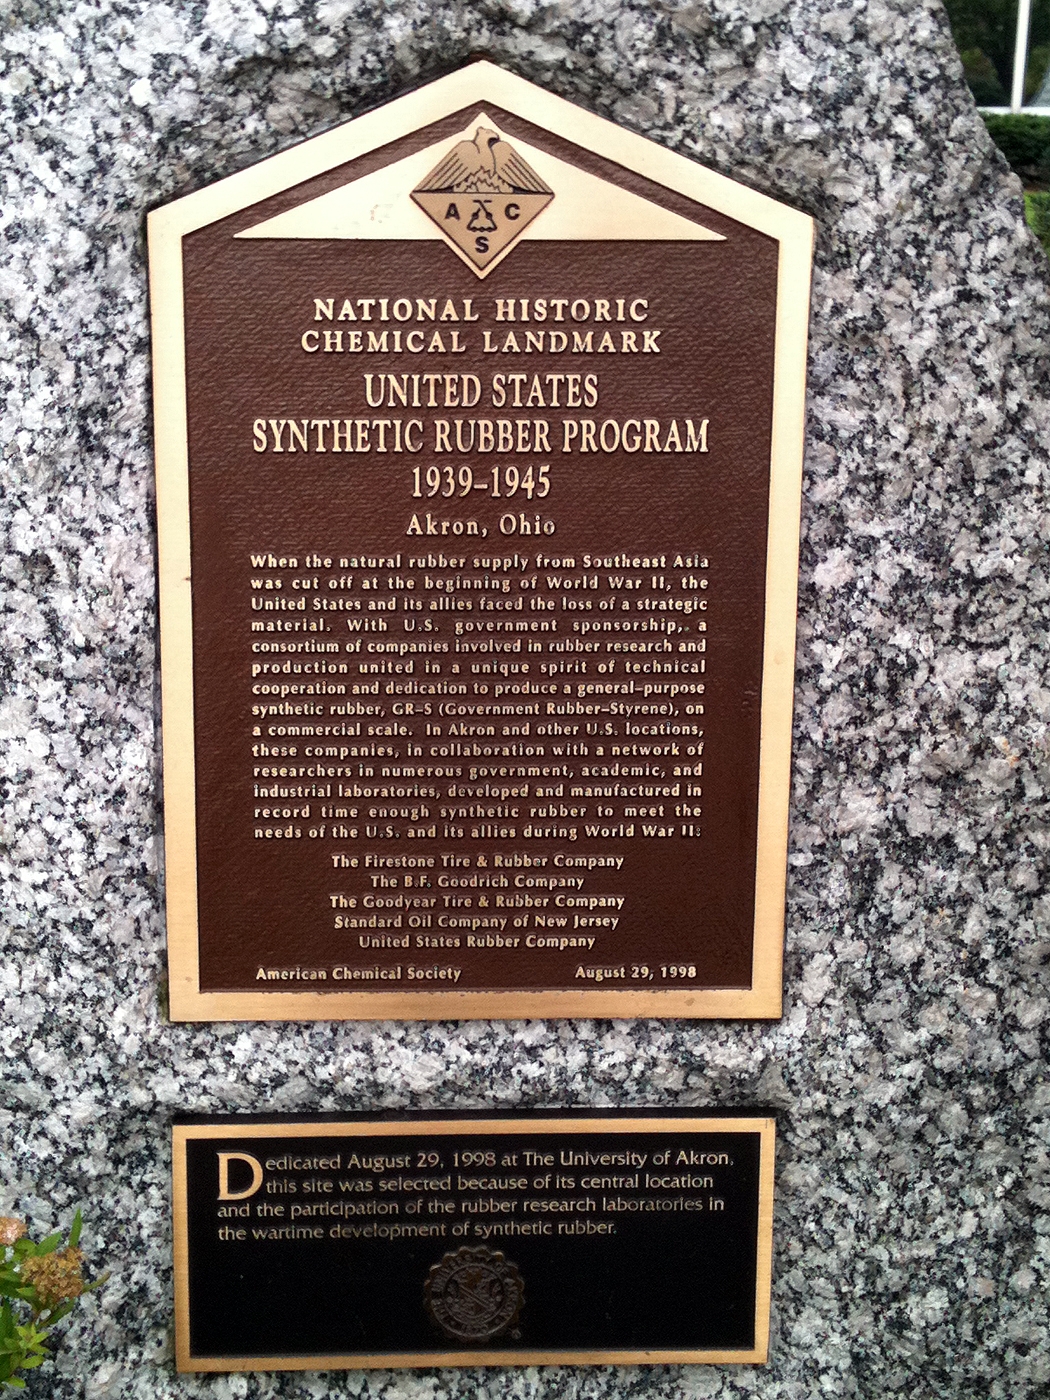 A C
S
NATIONAL HISTORIC
CHEMICAL LANDMARK
UNITED STATES
SYNTHETIC RUBBER PROGRAM
1939–1945
Akron, Ohio
When the natural rubber supply from Southeast Asia
was cut off at the beginning of World War II, the
United States and its allies faced the loss of a strategic
material. With U.S. government sponsorship, a
consortium of companies involved in rubber research and
production united in a unique spirit of technical
cooperation and dedication to produce a general–purpose
synthetic rubber, GR–S (Government Rubber–Styrene), on
a commercial scale. In Akron and other U.S. locations,
these companies, in collaboration with a network of
researchers in numerous government, academic, and
industrial laboratories, developed and manufactured in
record time enough synthetic rubber to meet the
needs of the U.S. and its allies during World War II:
The Firestone Tire & Rubber Company
The B.F. Goodrich Company
The Goodyear Tire & Rubber Company
Standard Oil Company of New Jersey
United States Rubber Company
American Chemical Society August 29, 1998
Dedicated August 29, 1998 at The University of Akron,
this site was selected because of its central location
and the participation of the rubber research laboratories in
the wartime development of synthetic rubber.